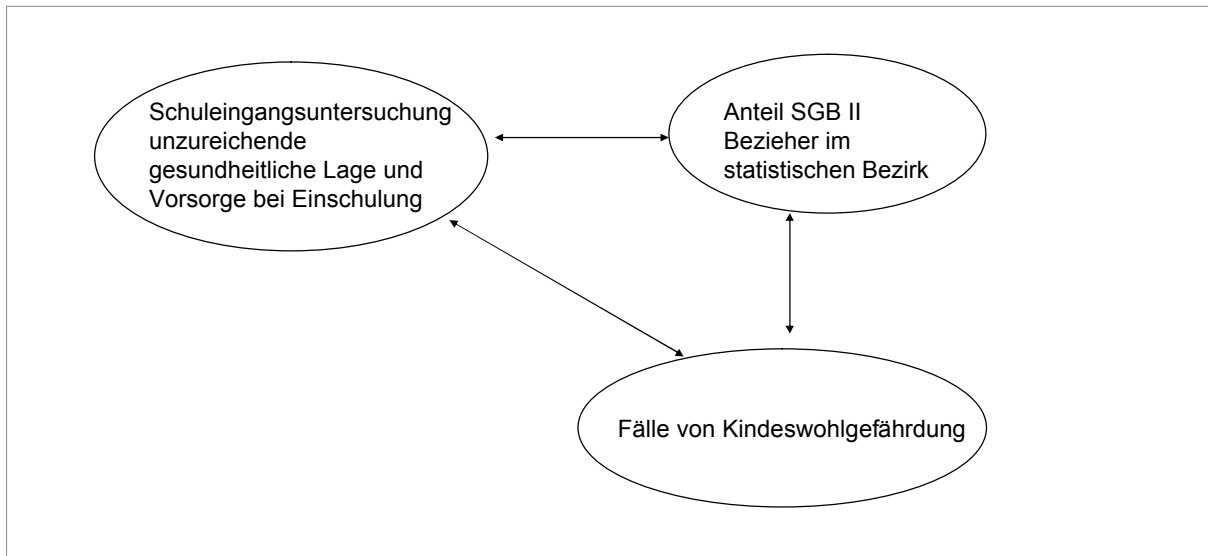 Schuleingangsuntersuchung
unzureichende
gesundheitliche Lage und
Vorsorge bei Einschulung
Anteil SGB II
Bezieher im
statistischen Bezirk
Fälle von Kindeswohlgefährdung